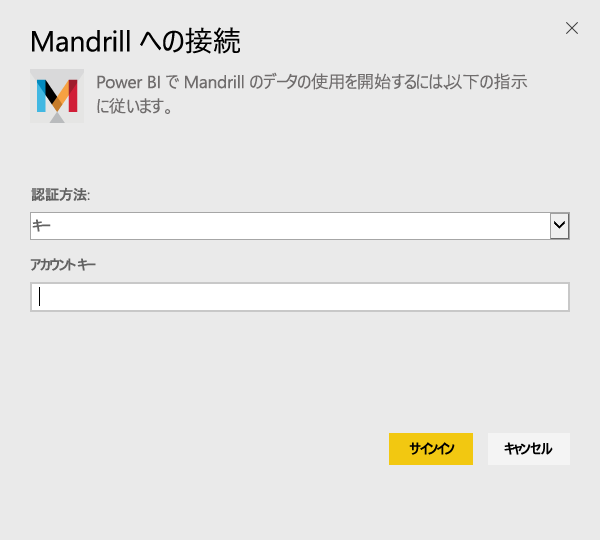 Mandrill への接続
Power BI で Mandrill のデータの使用を開始するには、以下の指示
に従います。
認証方法:
キー
アカウント キー
サインイン
キャンセル